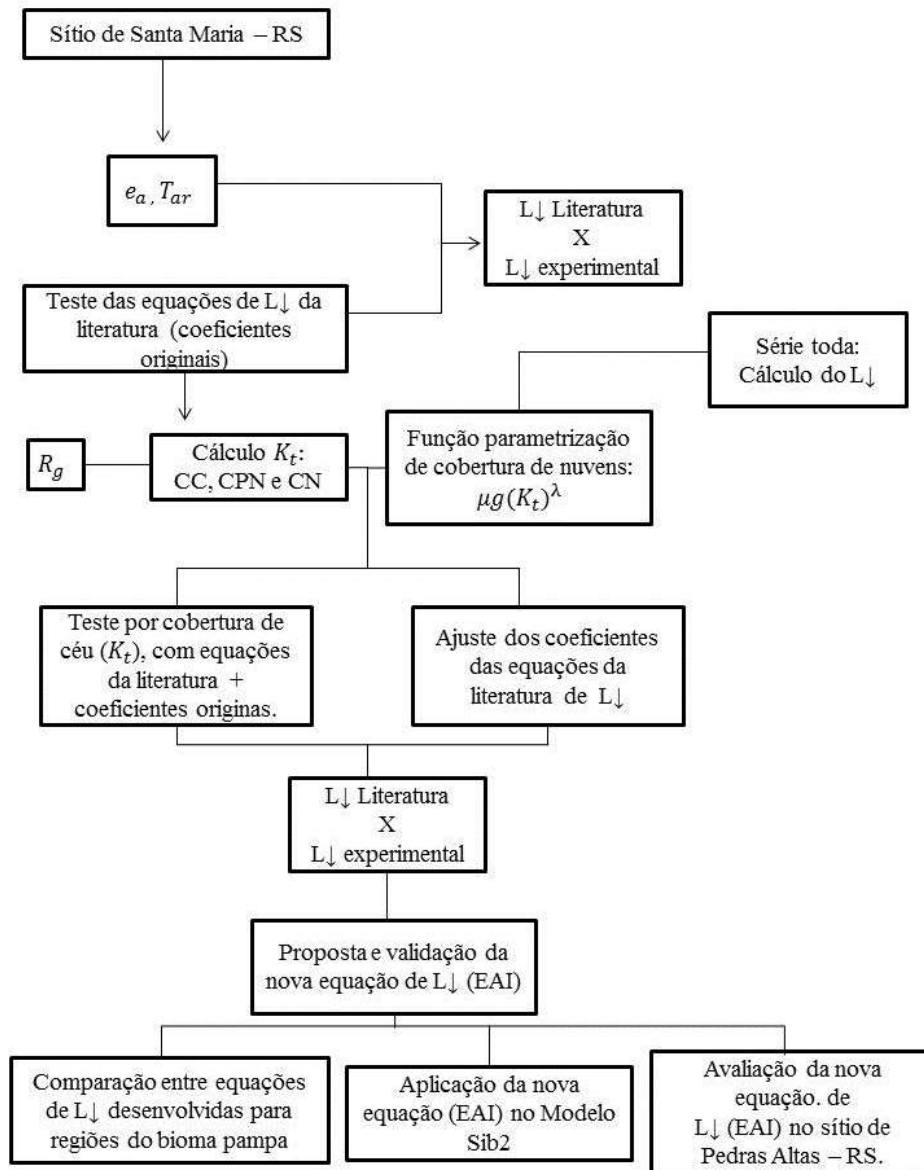 Sítio de Santa Maria – RS
e_a, T_ar
L↓ Literatura
X
L↓ experimental
Teste das equações de L↓ da
literatura (coeficientes
originais)
Série toda:
Cálculo do L↓
R_g
Cálculo K_t:
CC, CPN e CN
Função parametrização
de cobertura de nuvens:
μg(K_t)^λ
Teste por cobertura de
céu (K_t), com equações
da literatura +
coeficientes originas.
Ajuste dos coeficientes
das equações da
literatura de L↓
L↓ Literatura
X
L↓ experimental
Proposta e validação da
nova equação de L↓ (EAI)
Comparação entre equações
de L↓ desenvolvidas para
regiões do bioma pampa
Aplicação da nova
equação (EAI) no Modelo
Sib2
Avaliação da nova
equação. de
L↓ (EAI) no sítio de
Pedras Altas – RS.